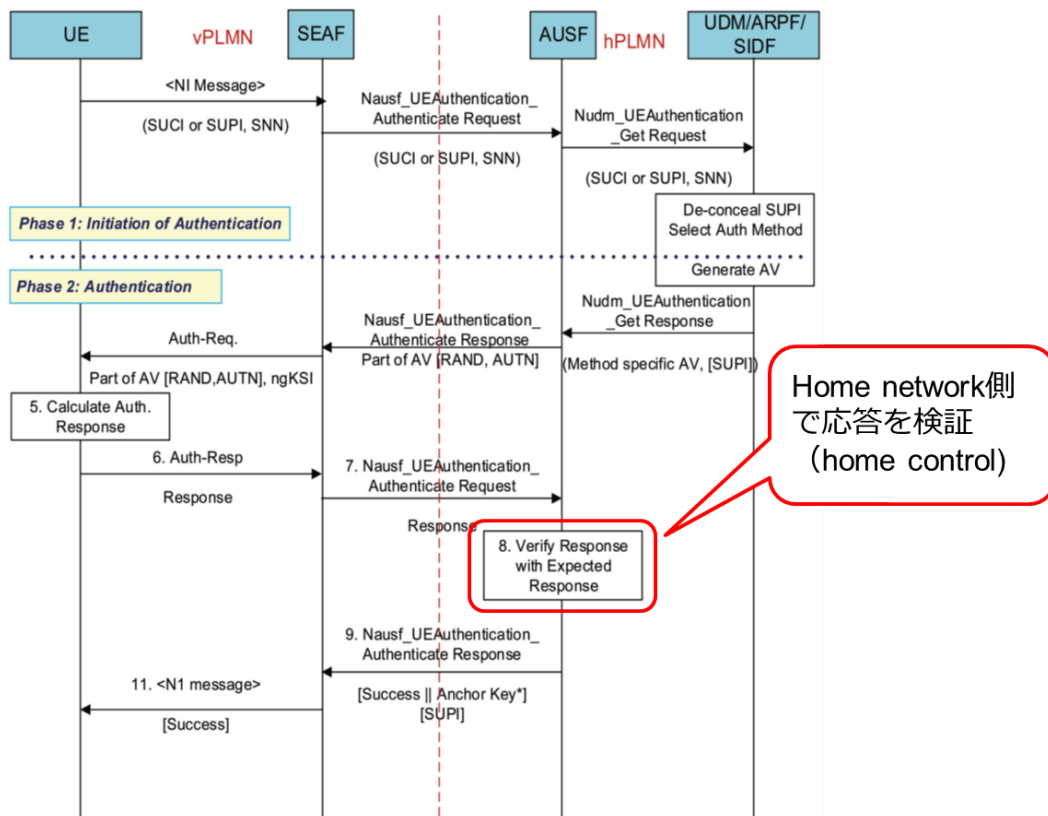 UE
vPLMN
SEAF
AUSF
hPLMN
UDM/ARPF/
SIDF
<NI Message>
(SUCI or SUPI, SNN)
Nausf_UEAuthentication_
Authenticate Request
(SUCI or SUPI, SNN)
Nudm_UEAuthentication
_Get Request
(SUCI or SUPI, SNN)
De-conceal SUPI
Select Auth Method
Phase 1: Initiation of Authentication
Generate AV
Phase 2: Authentication
Nudm_UEAuthentication
_Get Response
(Method specific AV, [SUPI])
Nausf_UEAuthentication_
Authenticate Response
Part of AV [RAND, AUTN]
Auth-Req.
Part of AV [RAND,AUTN], ngKSI
5. Calculate Auth.
Response
6. Auth-Resp
Response
7. Nausf_UEAuthentication_
Authenticate Request
Response
8. Verify Response
with Expected
Response
Home network側
で応答を検証
（home control)
9. Nausf_UEAuthentication_
Authenticate Response
[Success || Anchor Key*]
[SUPI]
11. <N1 message>
[Success]